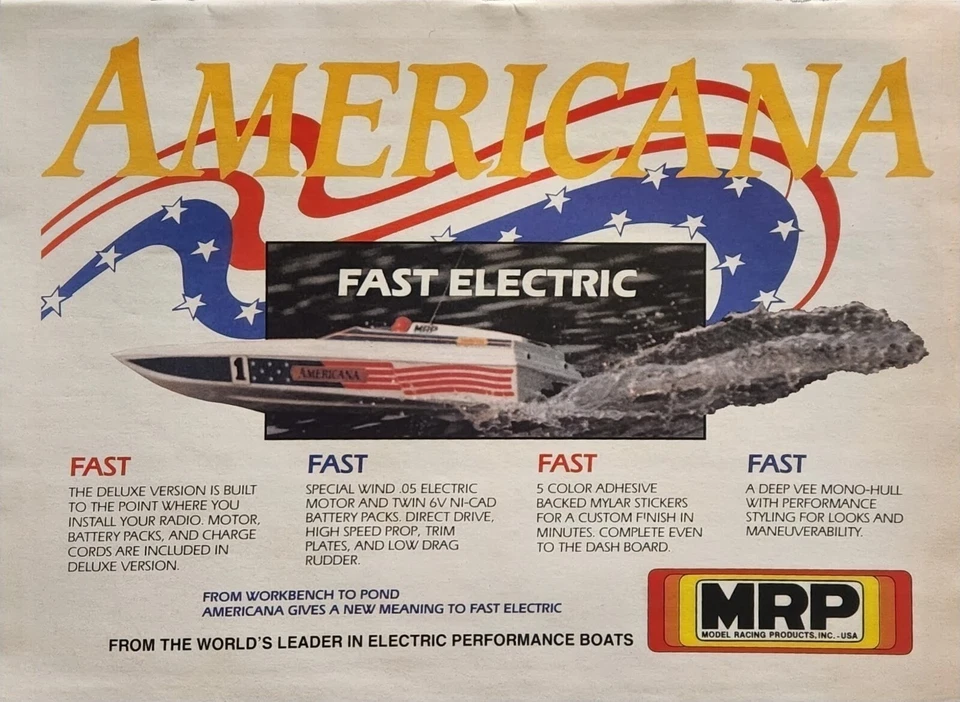 AMERICANA
FAST ELECTRIC
MRP
1
AMERICANA
FAST
THE DELUXE VERSION IS BUILT
TO THE POINT WHERE YOU
INSTALL YOUR RADIO. MOTOR,
BATTERY PACKS, AND CHARGE
CORDS ARE INCLUDED IN
DELUXE VERSION.
FAST
SPECIAL WIND .05 ELECTRIC
MOTOR AND TWIN 6V NI-CAD
BATTERY PACKS. DIRECT DRIVE,
HIGH SPEED PROP, TRIM
PLATES, AND LOW DRAG
RUDDER.
FAST
5 COLOR ADHESIVE
BACKED MYLAR STICKERS
FOR A CUSTOM FINISH IN
MINUTES. COMPLETE EVEN
TO THE DASH BOARD.
FAST
A DEEP VEE MONO-HULL
WITH PERFORMANCE
STYLING FOR LOOKS AND
MANEUVERABILITY.
FROM WORKBENCH TO POND
AMERICANA GIVES A NEW MEANING TO FAST ELECTRIC
FROM THE WORLD'S LEADER IN ELECTRIC PERFORMANCE BOATS
MRP
MODEL RACING PRODUCTS, INC. - USA